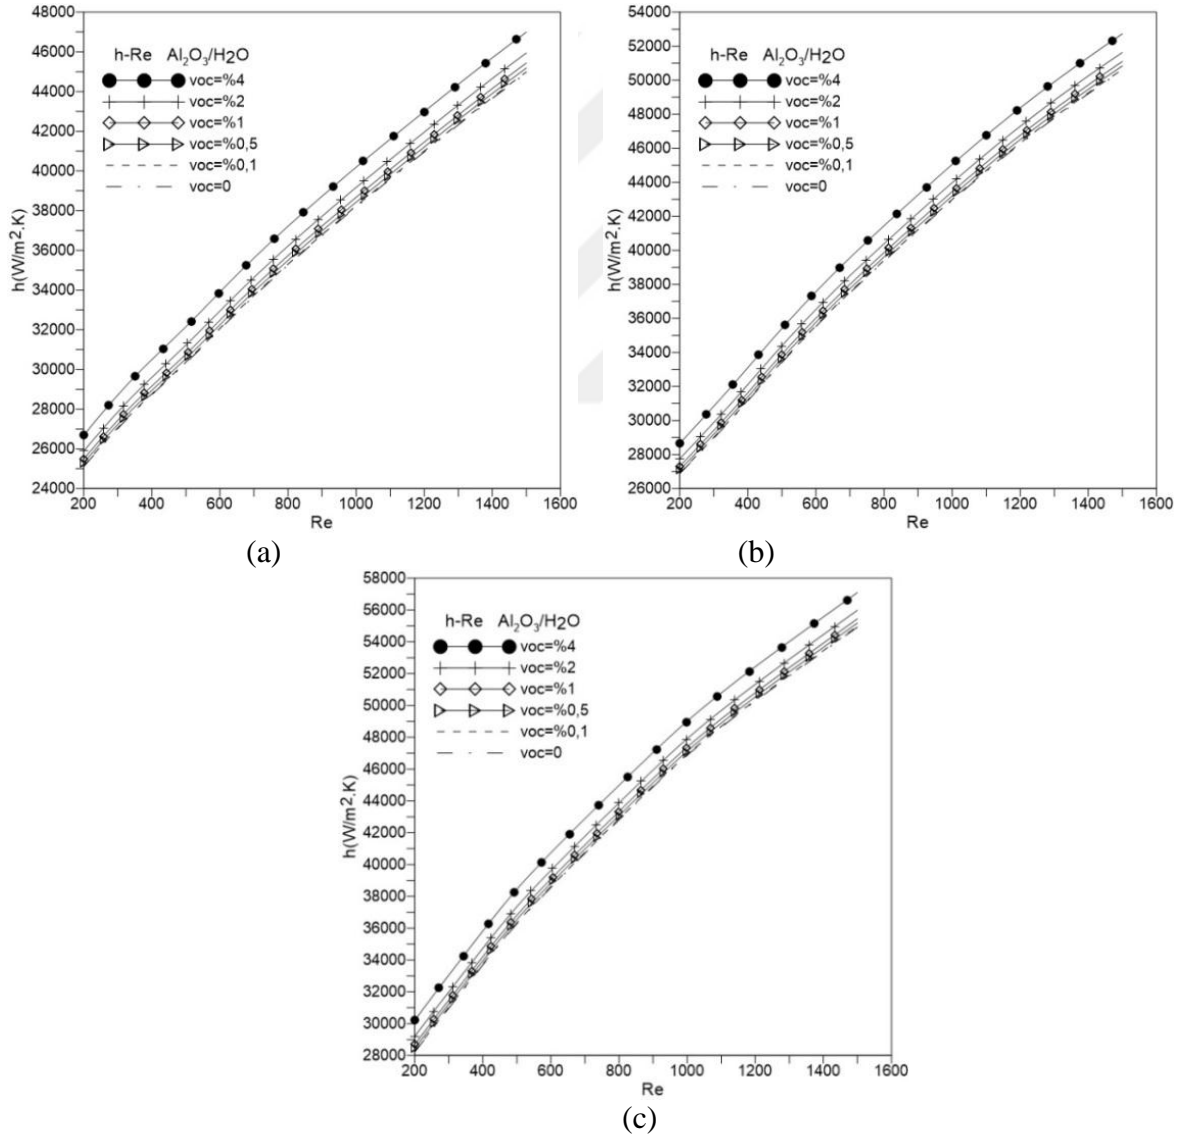 48000
46000
44000
42000
40000
38000
36000
34000
32000
30000
28000
26000
24000
h(W/m².K)
h-Re Al₂O₃/H2O
voc=%4
voc=%2
voc=%1
voc=%0,5
voc=%0,1
voc=0
200 400 600 800 1000 1200 1400 1600
Re
(a)
54000
52000
50000
48000
46000
44000
42000
40000
38000
36000
34000
32000
30000
28000
26000
h(W/m².K)
h-Re Al₂O₃/H2O
voc=%4
voc=%2
voc=%1
voc=%0,5
voc=%0,1
voc=0
200 400 600 800 1000 1200 1400 1600
Re
(b)
58000
56000
54000
52000
50000
48000
46000
44000
42000
40000
38000
36000
34000
32000
30000
28000
h(W/m².K)
h-Re Al₂O₃/H2O
voc=%4
voc=%2
voc=%1
voc=%0,5
voc=%0,1
voc=0
200 400 600 800 1000 1200 1400 1600
Re
(c)